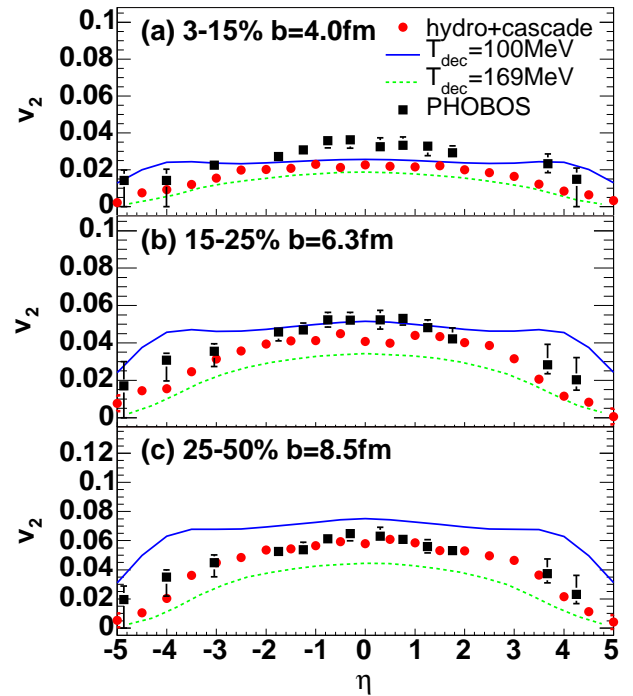 (a) 3-15% b=4.0fm
hydro+cascade
T_dec=100MeV
T_dec=169MeV
PHOBOS
v_2
0.1
0.08
0.06
0.04
0.02
0
(b) 15-25% b=6.3fm
v_2
0.1
0.08
0.06
0.04
0.02
0
(c) 25-50% b=8.5fm
v_2
0.12
0.1
0.08
0.06
0.04
0.02
0
-5 -4 -3 -2 -1 0 1 2 3 4 5
η